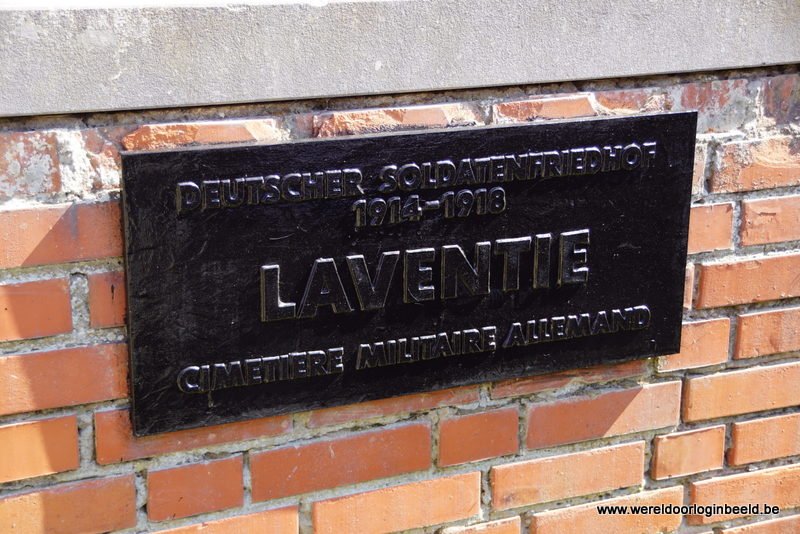 DEUTSCHER SOLDATENFRIEDHOF
1914-1918
LAVENTIE
CIMETIERE MILITAIRE ALLEMAND
www.wereldoorloginbeeld.be